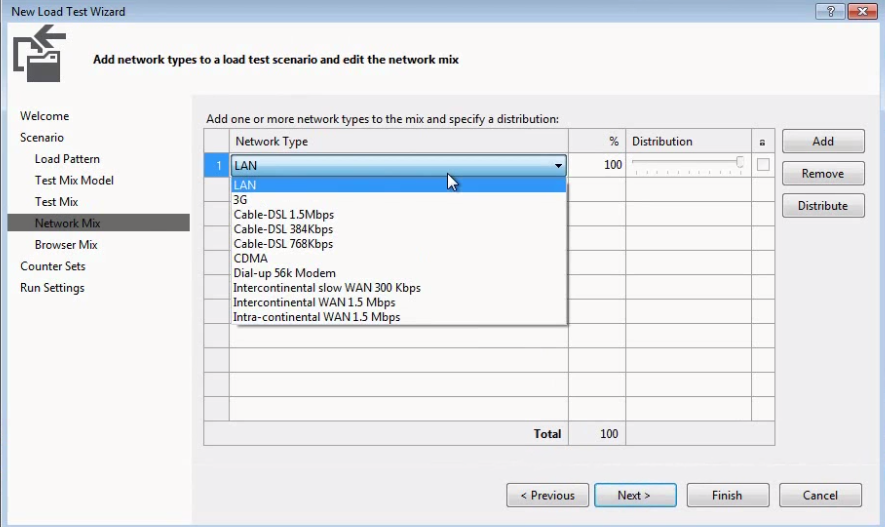 New Load Test Wizard
?
Add network types to a load test scenario and edit the network mix
Welcome
Scenario
Load Pattern
Test Mix Model
Test Mix
Network Mix
Browser Mix
Counter Sets
Run Settings
Add one or more network types to the mix and specify a distribution:
Network Type % Distribution
1 LAN 100
LAN
3G
Cable-DSL 1.5Mbps
Cable-DSL 384Kbps
Cable-DSL 768Kbps
CDMA
Dial-up 56k Modem
Intercontinental slow WAN 300 Kbps
Intercontinental WAN 1.5 Mbps
Intra-continental WAN 1.5 Mbps
Total 100
Add
Remove
Distribute
< Previous
Next >
Finish
Cancel